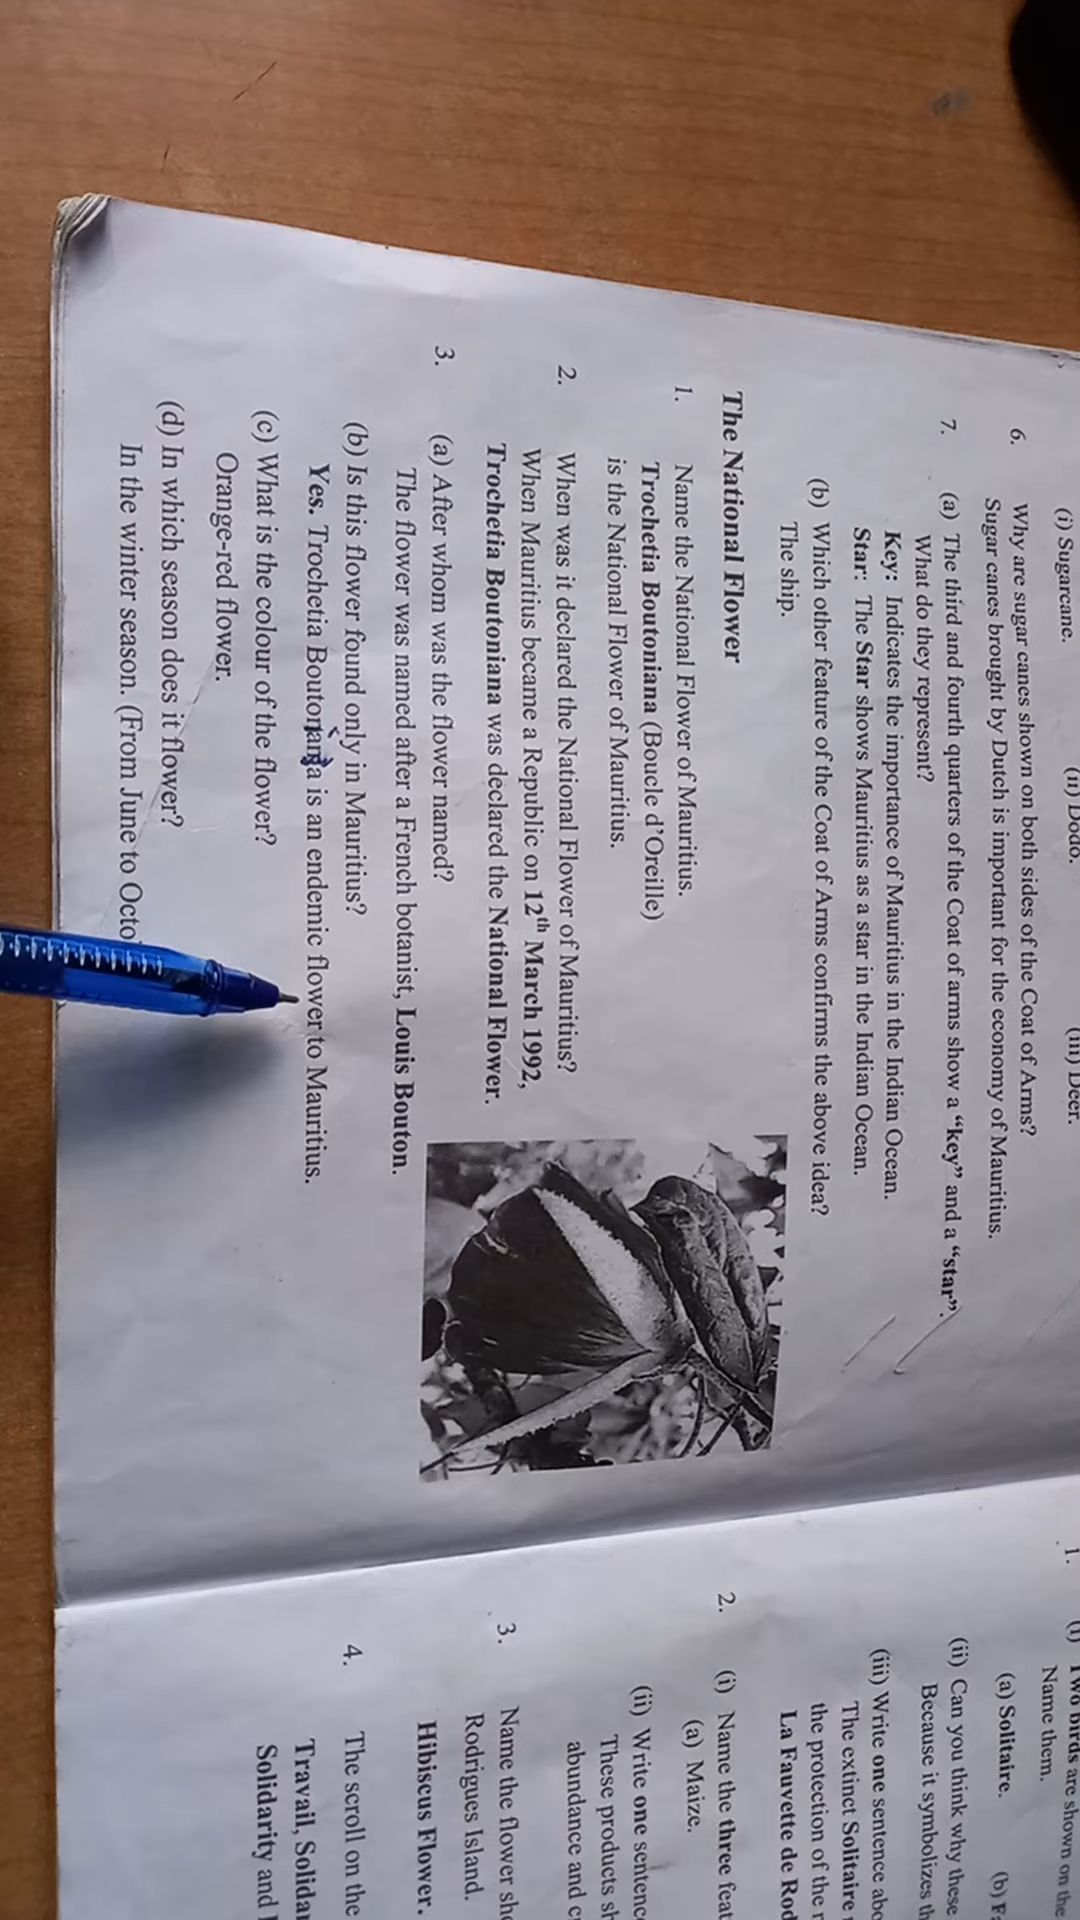 (i) Sugarcane. (ii) Dodo. (iii) Deer.
6. Why are sugar canes shown on both sides of the Coat of Arms?
Sugar canes brought by Dutch is important for the economy of Mauritius.
7. (a) The third and fourth quarters of the Coat of arms show a “key” and a “star”.
What do they represent?
Key: Indicates the importance of Mauritius in the Indian Ocean.
Star: The Star shows Mauritius as a star in the Indian Ocean.
(b) Which other feature of the Coat of Arms confirms the above idea?
The ship.
The National Flower
1. Name the National Flower of Mauritius.
Trochetia Boutoniana (Boucle d’Oreille)
is the National Flower of Mauritius.
2. When was it declared the National Flower of Mauritius?
When Mauritius became a Republic on 12th March 1992,
Trochetia Boutoniana was declared the National Flower.
3. (a) After whom was the flower named?
The flower was named after a French botanist, Louis Bouton.
(b) Is this flower found only in Mauritius?
Yes. Trochetia is an endemic flower to Mauritius.
(c) What is the colour of the flower?
Orange-red flower.
(d) In which season does it flower?
In the winter season. (From June to
1. (i) Two birds are shown on the
Name them.
(a) Solitaire. (b)
(ii) Can you think why these
Because it symbolizes
(iii) Write one sentence
The extinct Solitaire
the protection of the
La Fauvette de
2. (i) Name the three
(a) Maize.
(ii) Write one
These products
abundance and
3. Name the flower
Rodrigues Island.
Hibiscus Flower.
4. The scroll on the
Travail,
Solidarity and